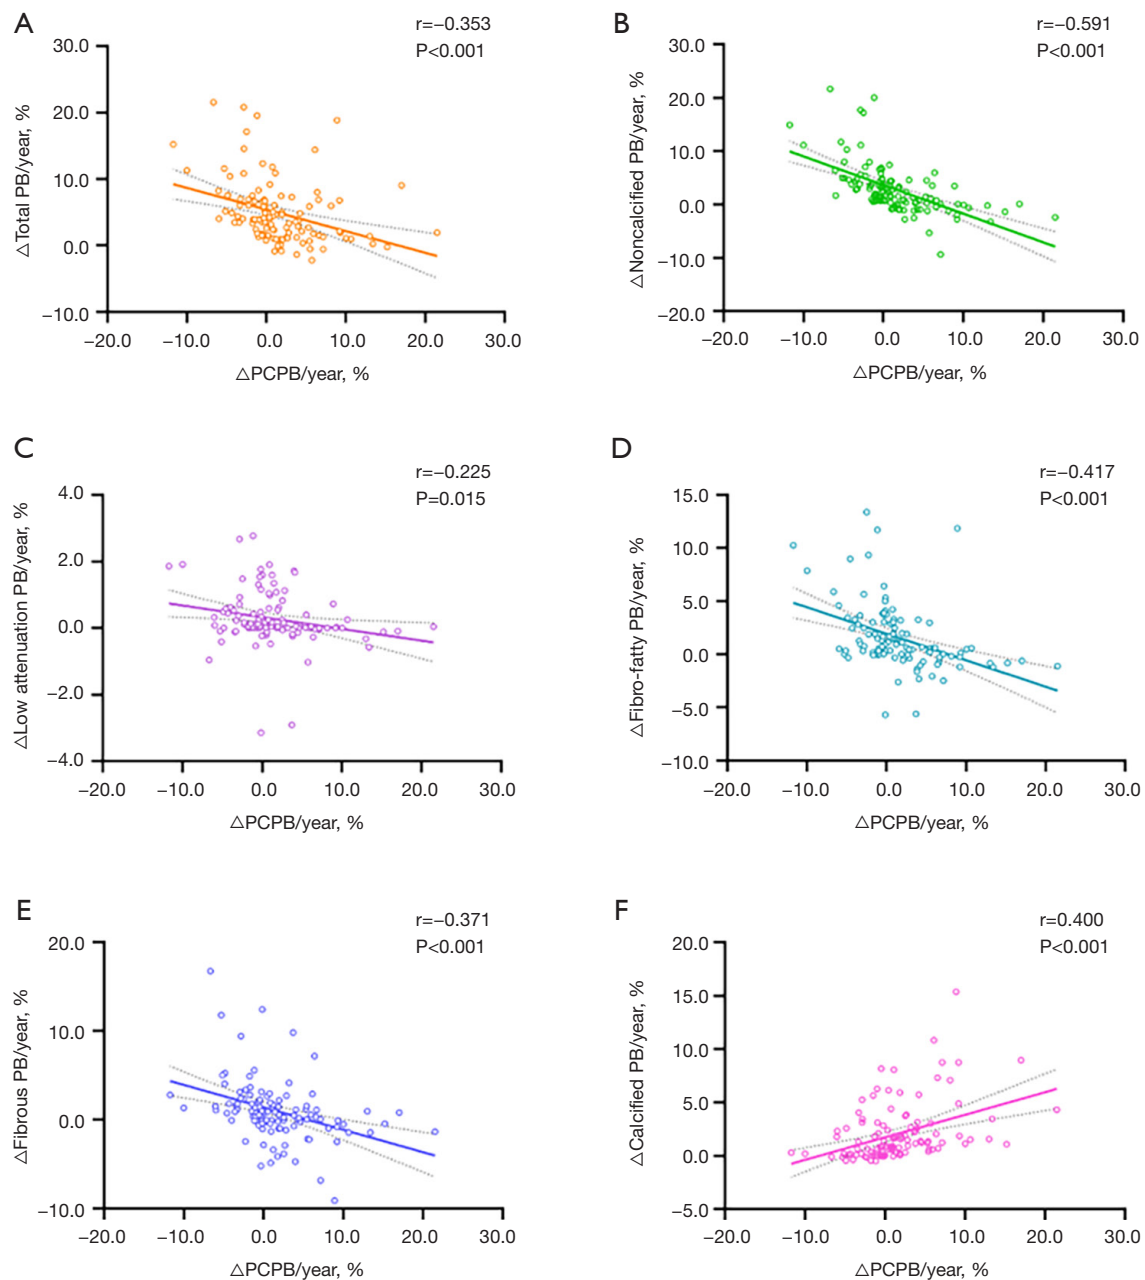 A
r=−0.353
P<0.001
△Total PB/year, %
30.0
20.0
10.0
0.0
−10.0
−20.0 −10.0 0.0 10.0 20.0 30.0
△PCPB/year, %
B
r=−0.591
P<0.001
△Noncalcified PB/year, %
30.0
20.0
10.0
0.0
−10.0
−20.0
−20.0 −10.0 0.0 10.0 20.0 30.0
△PCPB/year, %
C
r=−0.225
P=0.015
△Low attenuation PB/year, %
4.0
2.0
0.0
−2.0
−4.0
−20.0 −10.0 0.0 10.0 20.0 30.0
△PCPB/year, %
D
r=−0.417
P<0.001
△Fibro-fatty PB/year, %
15.0
10.0
5.0
0.0
−5.0
−10.0
−20.0 −10.0 0.0 10.0 20.0 30.0
△PCPB/year, %
E
r=−0.371
P<0.001
△Fibrous PB/year, %
20.0
10.0
0.0
−10.0
−20.0 −10.0 0.0 10.0 20.0 30.0
△PCPB/year, %
F
r=0.400
P<0.001
△Calcified PB/year, %
20.0
15.0
10.0
5.0
0.0
−5.0
−20.0 −10.0 0.0 10.0 20.0 30.0
△PCPB/year, %